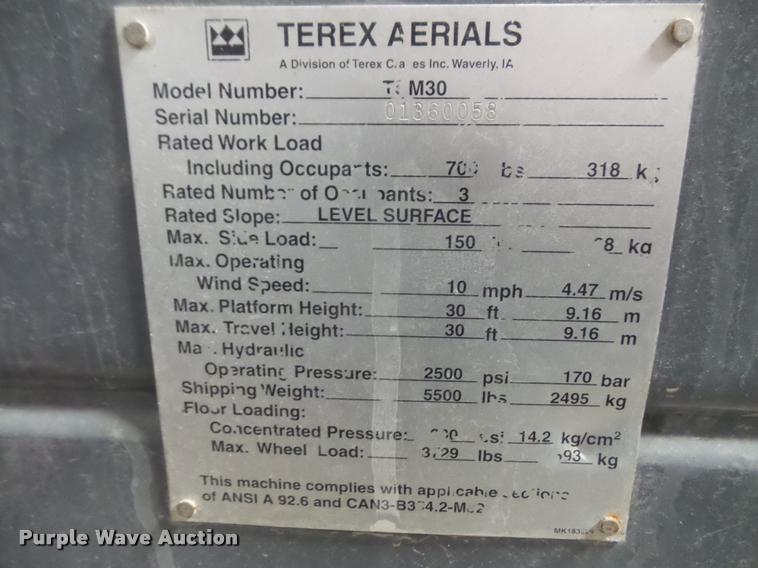 TEREX AERIALS
A Division of Terex Inc. Waverly, IA
Model Number: M30
Serial Number: 01360058
Rated Work Load
Including Occupants: 318
Rated Number of 3
Rated Slope: LEVEL SURFACE
Max. Side Load: 150 kg
Max. Operating
Wind Speed: 10 mph 4.47 m/s
Max. Platform Height: 30 ft 9.16 m
Max. Travel Height: 30 ft 9.16 m
Hydraulic
Operating Pressure: 2500 psi 170 bar
Shipping Weight: 5500 lbs 2495 kg
Floor Loading:
Concentrated Pressure: 14.2 kg/cm²
Max. Wheel Load: lbs kg
This machine complies with applicable
of ANSI A 92.6 and
Purple Wave Auction